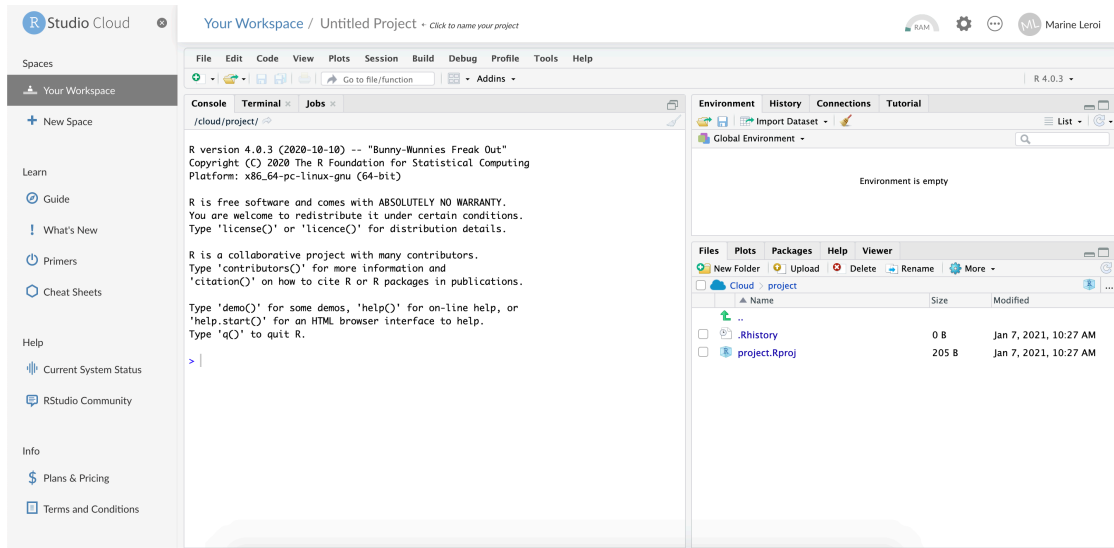 R Studio Cloud
Your Workspace / Untitled Project ← Click to name your project
RAM
ML Marine Leroi
Spaces
Your Workspace
+ New Space
Learn
Guide
What's New
Primers
Cheat Sheets
Help
Current System Status
RStudio Community
Info
Plans & Pricing
Terms and Conditions
File Edit Code View Plots Session Build Debug Profile Tools Help
Go to file/function Addins R 4.0.3
Console Terminal × Jobs ×
/cloud/project/
R version 4.0.3 (2020-10-10) -- "Bunny-Wunnies Freak Out"
Copyright (C) 2020 The R Foundation for Statistical Computing
Platform: x86_64-pc-linux-gnu (64-bit)
R is free software and comes with ABSOLUTELY NO WARRANTY.
You are welcome to redistribute it under certain conditions.
Type 'license()' or 'licence()' for distribution details.
R is a collaborative project with many contributors.
Type 'contributors()' for more information and
'citation()' on how to cite R or R packages in publications.
Type 'demo()' for some demos, 'help()' for on-line help, or
'help.start()' for an HTML browser interface to help.
Type 'q()' to quit R.
>
Environment History Connections Tutorial
Import Dataset List
Global Environment
Environment is empty
Files Plots Packages Help Viewer
New Folder Upload Delete Rename More
Cloud > project ...
Name Size Modified
..
.Rhistory 0 B Jan 7, 2021, 10:27 AM
project.Rproj 205 B Jan 7, 2021, 10:27 AM